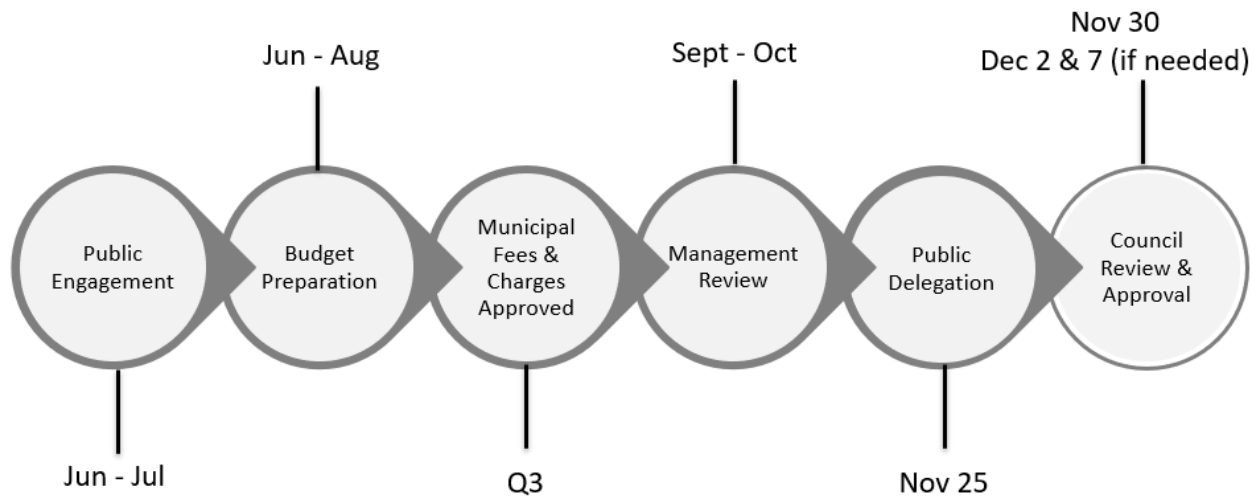 Jun - Aug
Sept - Oct
Nov 30
Dec 2 & 7 (if needed)
Public
Engagement
Budget
Preparation
Municipal
Fees &
Charges
Approved
Management
Review
Public
Delegation
Council
Review &
Approval
Jun - Jul
Q3
Nov 25